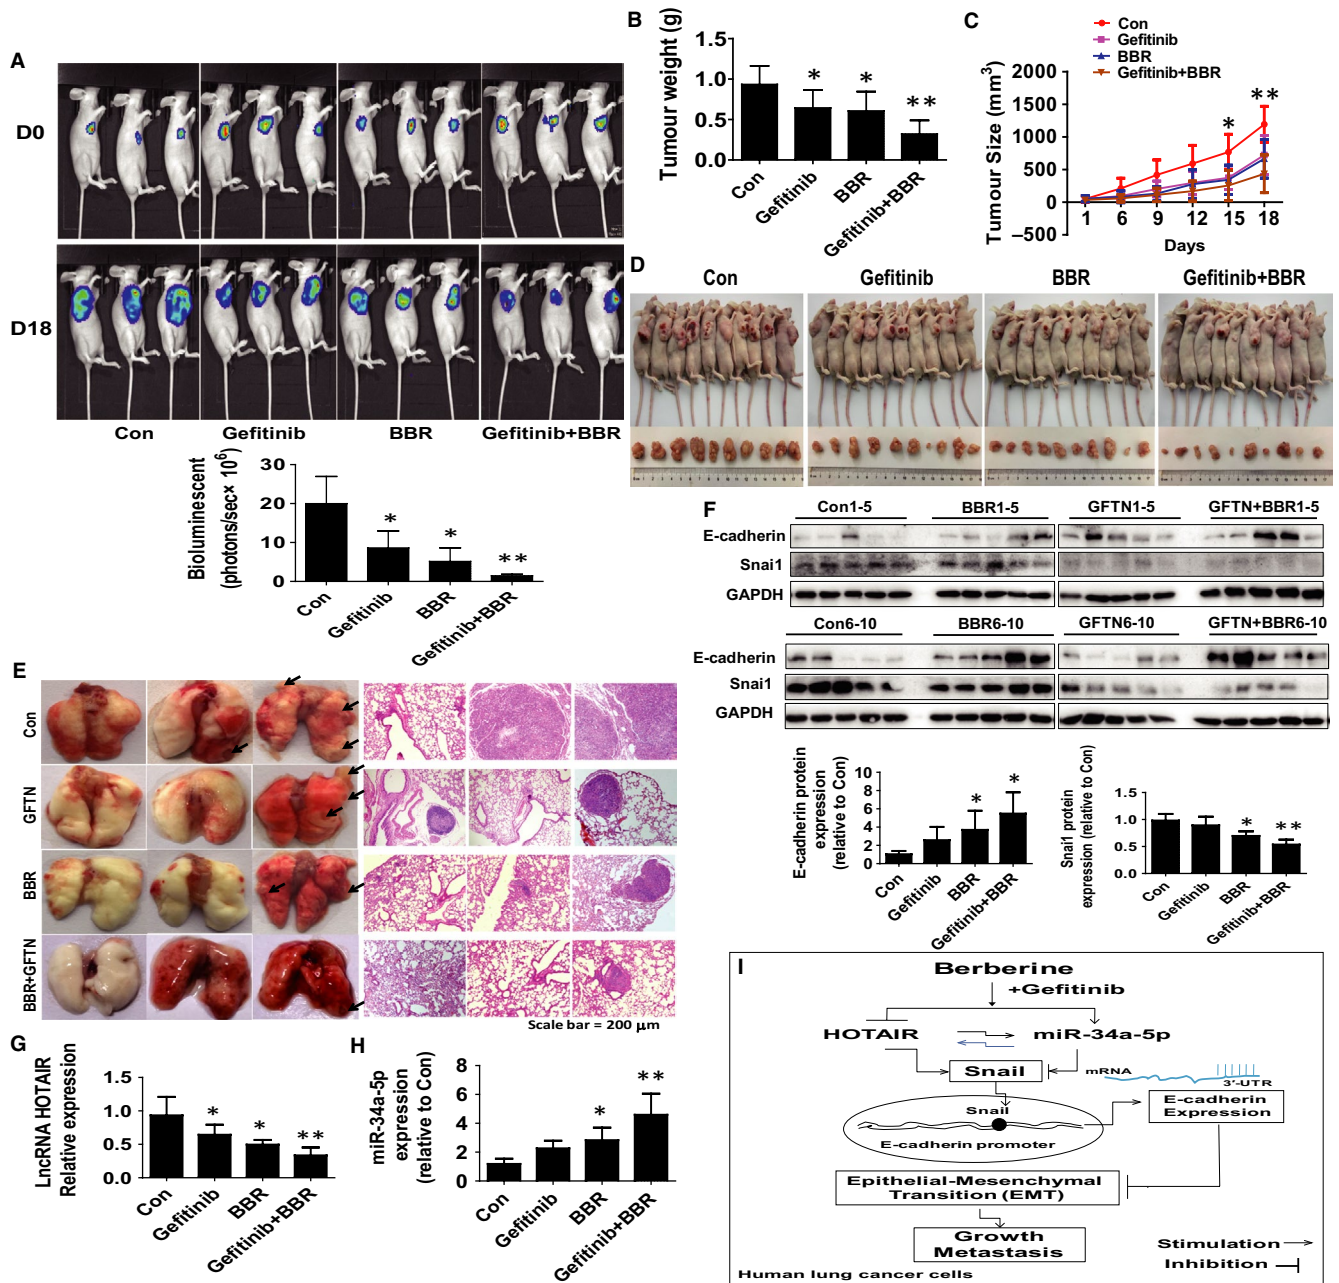 A
D0
D18
Con
Gefitinib
BBR
Gefitinib+BBR
Bioluminescent
(photons/sec× 10⁶)
30
20
10
0
*
*
**
Con
Gefitinib
BBR
Gefitinib+BBR
B
Tumour weight (g)
1.5
1.0
0.5
0.0
*
*
**
Con
Gefitinib
BBR
Gefitinib+BBR
C
Con
Gefitinib
BBR
Gefitinib+BBR
Tumour Size (mm³)
2000
1500
1000
500
0
−500
*
**
1 6 9 12 15 18
Days
D
Con
Gefitinib
BBR
Gefitinib+BBR
E
Con
GFTN
BBR
BBR+GFTN
Scale bar = 200 μm
F
Con1-5
BBR1-5
GFTN1-5
GFTN+BBR1-5
E-cadherin
Snai1
GAPDH
Con6-10
BBR6-10
GFTN6-10
GFTN+BBR6-10
E-cadherin
Snai1
GAPDH
E-cadherin protein
expression
(relative to Con)
10
8
6
4
2
0
*
*
Con
Gefitinib
BBR
Gefitinib+BBR
Snail protein
expression (relative to Con)
1.5
1.0
0.5
0.0
*
**
Con
Gefitinib
BBR
Gefitinib+BBR
G
LncRNA HOTAIR
Relative expression
1.5
1.0
0.5
0.0
*
*
**
Con
Gefitinib
BBR
Gefitinib+BBR
H
miR-34a-5p
expression
(relative to Con)
8
6
4
2
0
*
**
Con
Gefitinib
BBR
Gefitinib+BBR
I
Berberine
+Gefitinib
HOTAIR
miR-34a-5p
Snail
mRNA
3′-UTR
Snail
E-cadherin promoter
E-cadherin
Expression
Epithelial-Mesenchymal
Transition (EMT)
Growth
Metastasis
Stimulation
Inhibition
Human lung cancer cells